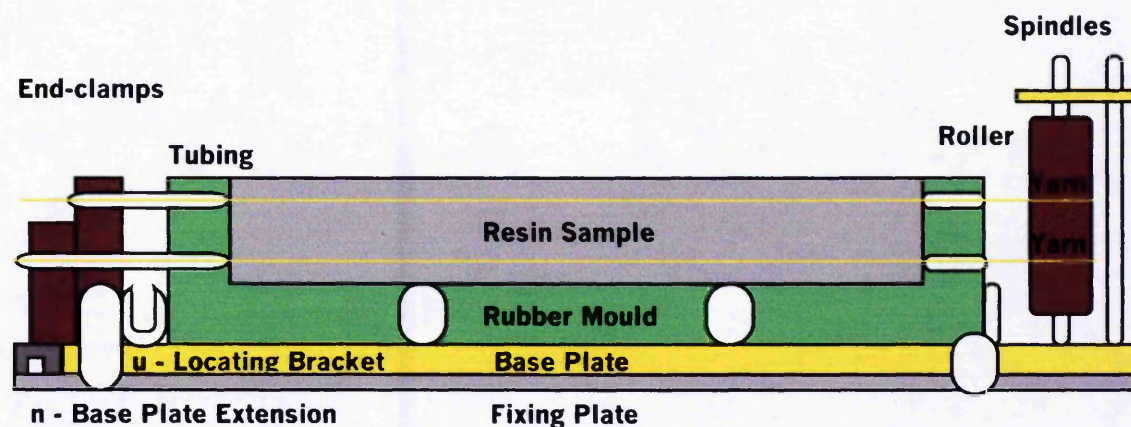 Spindles
End-clamps
Roller
Tubing
Yarn
Resin Sample
Yarn
Rubber Mould
u - Locating Bracket
Base Plate
n - Base Plate Extension
Fixing Plate